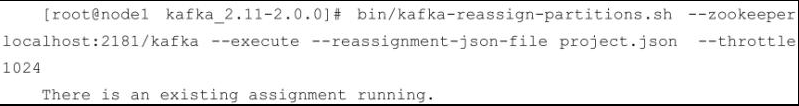 [root@node1 kafka_2.11-2.0.0]# bin/kafka-reassign-partitions.sh --zookeeper
localhost:2181/kafka --execute --reassignment-json-file project.json --throttle
1024
There is an existing assignment running.